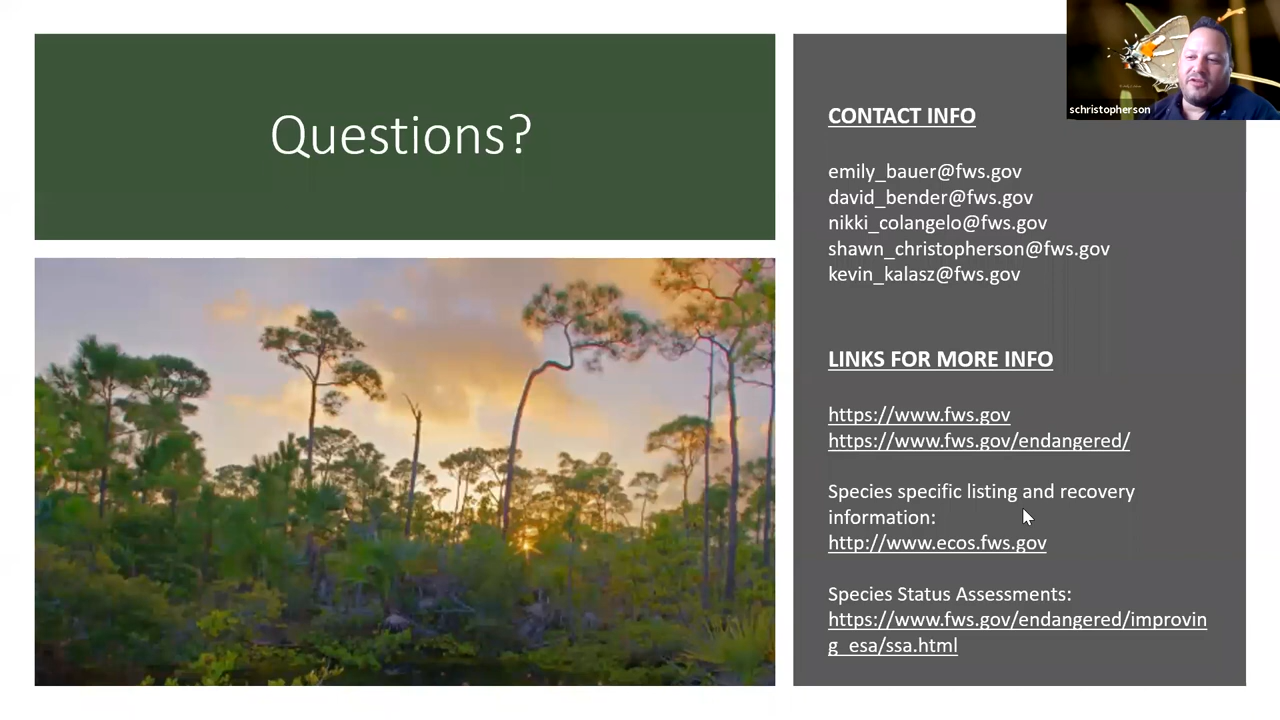 Questions?
schristopherson
CONTACT INFO
emily_bauer@fws.gov
david_bender@fws.gov
nikki_colangelo@fws.gov
shawn_christopherson@fws.gov
kevin_kalasz@fws.gov
LINKS FOR MORE INFO
https://www.fws.gov
https://www.fws.gov/endangered/
Species specific listing and recovery
information:
http://www.ecos.fws.gov
Species Status Assessments:
https://www.fws.gov/endangered/improvin
g_esa/ssa.html